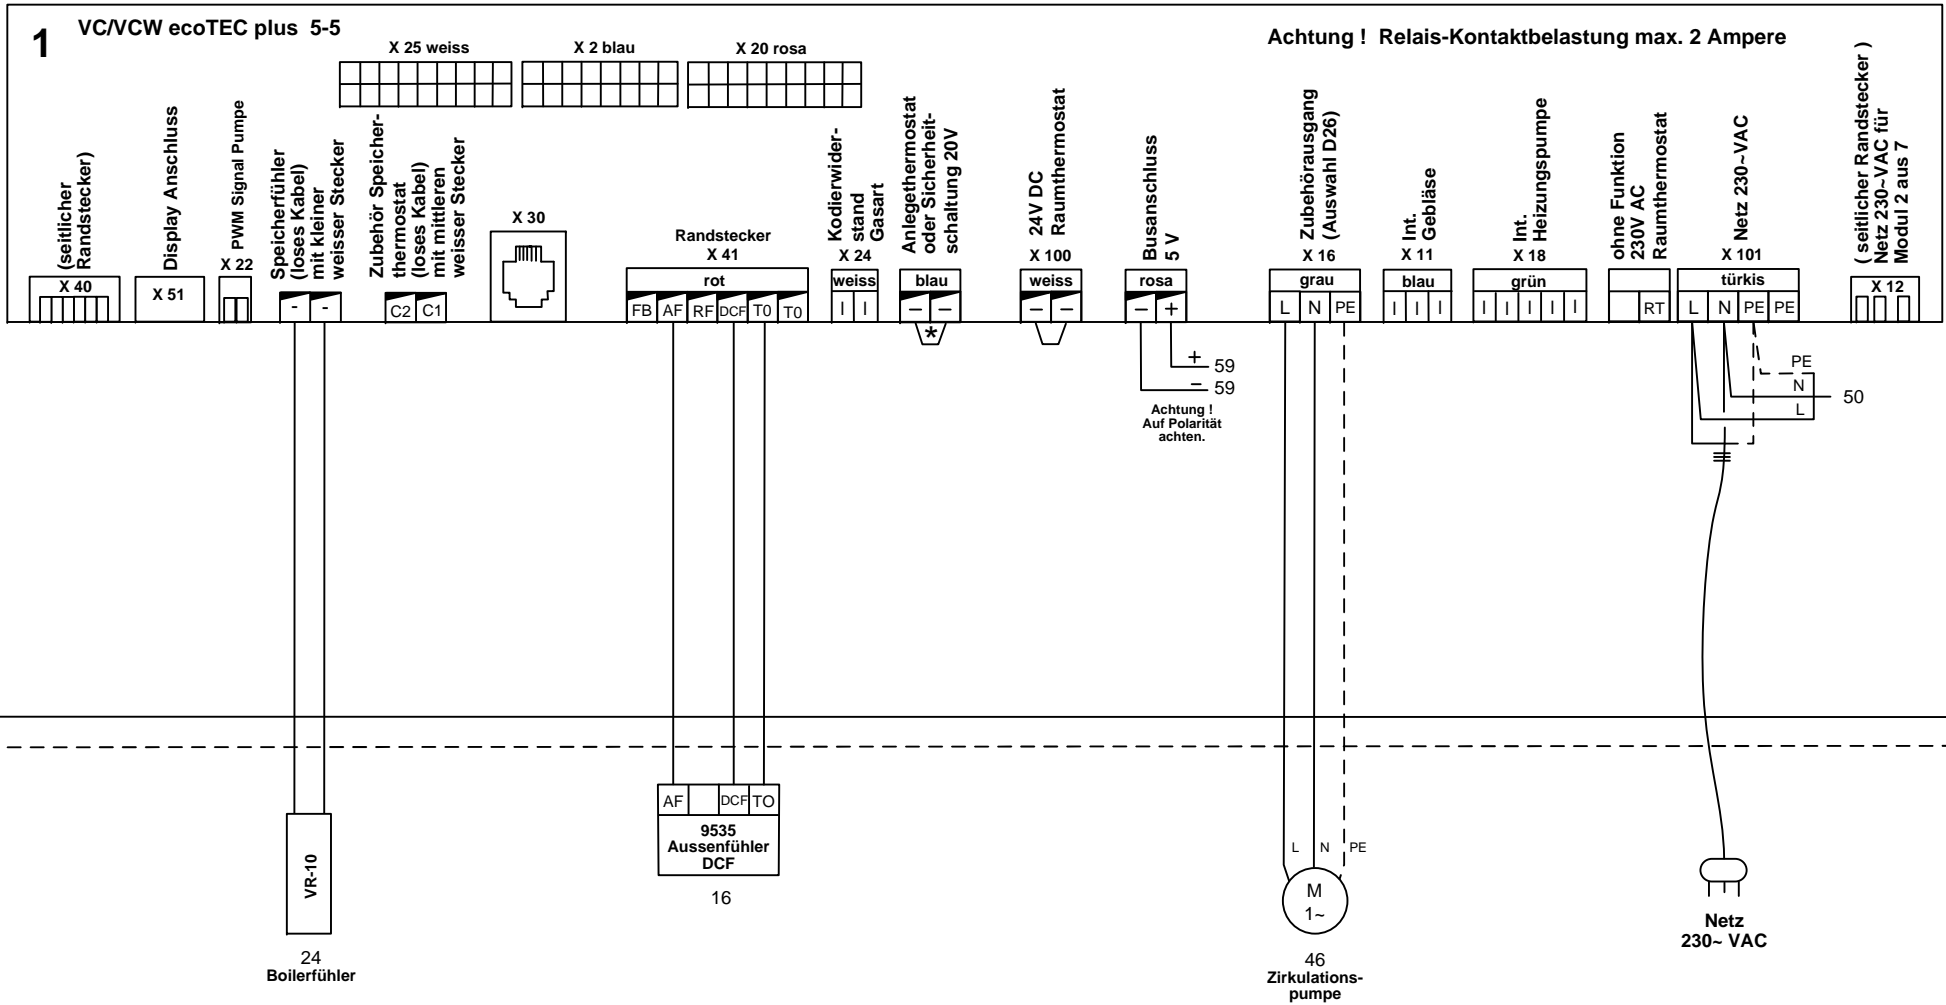 1
VC/VCW ecoTEC plus 5-5
Achtung ! Relais-Kontaktbelastung max. 2 Ampere
X 25 weiss
X 2 blau
X 20 rosa
(seitlicher
Randstecker)
X 40
Display Anschluss
X 51
PWM Signal Pumpe
X 22
Speicherfühler
(loses Kabel)
mit kleiner
weisser Stecker
- -
Zubehör Speicher-
thermostat
(loses Kabel)
mit mittleren
weisser Stecker
C2 C1
X 30
Randstecker
X 41
rot
FB AF RF DCF T0 T0
Kodierwider-
stand
Gasart
X 24
weiss
I I
Anlegethermostat
oder Sicherheit-
schaltung 20V
blau
– –
*
24V DC
Raumthermostat
X 100
weiss
– –
Busanschluss
5 V
rosa
– +
+ 59
– 59
Achtung !
Auf Polarität
achten.
Zubehörausgang
(Auswahl D26)
X 16
grau
L N PE
Int.
Gebläse
X 11
blau
I I I
Int.
Heizungspumpe
X 18
grün
I I I I I
ohne Funktion
230V AC
Raumthermostat
RT
Netz 230~VAC
X 101
türkis
L N PE PE
( seitlicher Randstecker )
Netz 230~VAC für
Modul 2 aus 7
X 12
PE
N
L
50
VR-10
24
Boilerfühler
AF DCF TO
9535
Aussenfühler
DCF
16
L N PE
M
1~
46
Zirkulations-
pumpe
Netz
230~ VAC